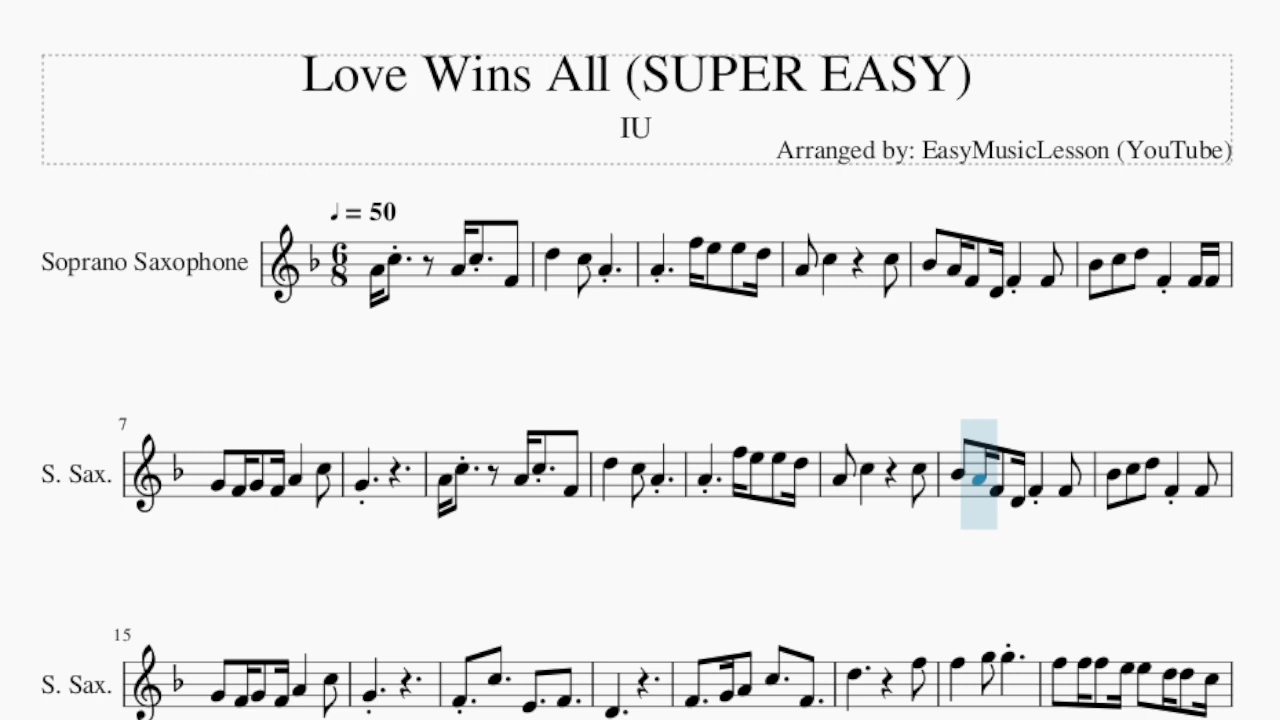 Love Wins All (SUPER EASY)
IU
Arranged by: EasyMusicLesson (YouTube)
♩ = 50
Soprano Saxophone
6
8
7
S. Sax.
15
S. Sax.